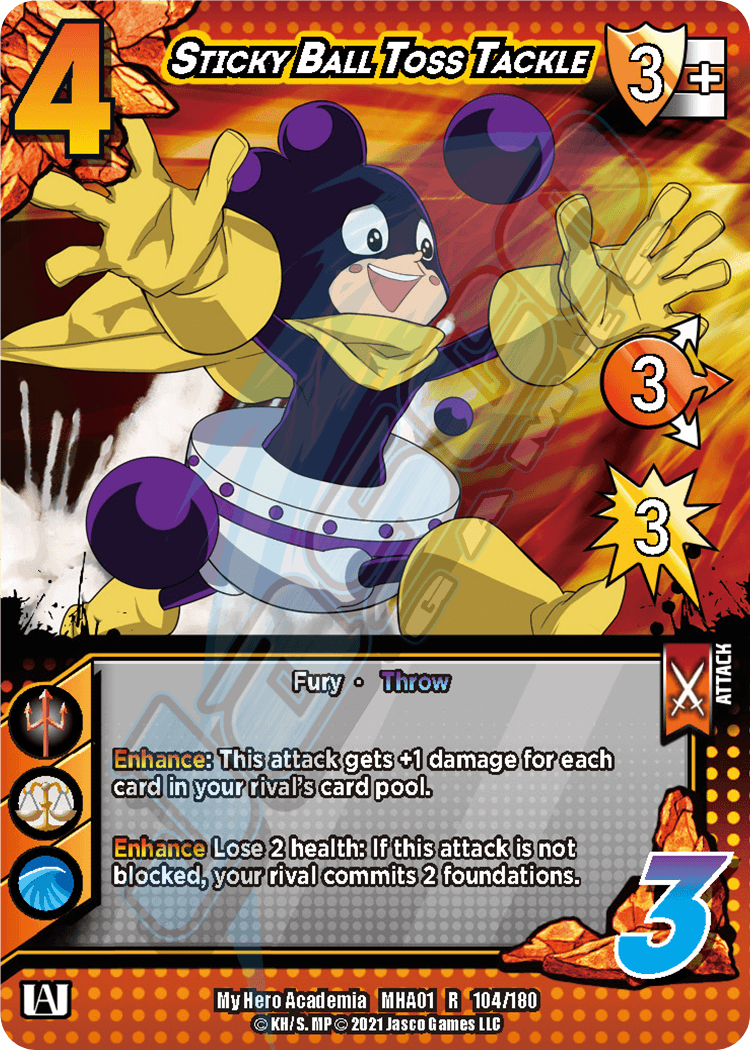 4
STICKY BALL TOSS TACKLE
3 +
3
3
ATTACK
Fury · Throw
Enhance: This attack gets +1 damage for each
card in your rival's card pool.
Enhance Lose 2 health: If this attack is not
blocked, your rival commits 2 foundations.
3
UA
My Hero Academia MHA01 R 104/180
© KH/S. MP © 2021 Jasco Games LLC